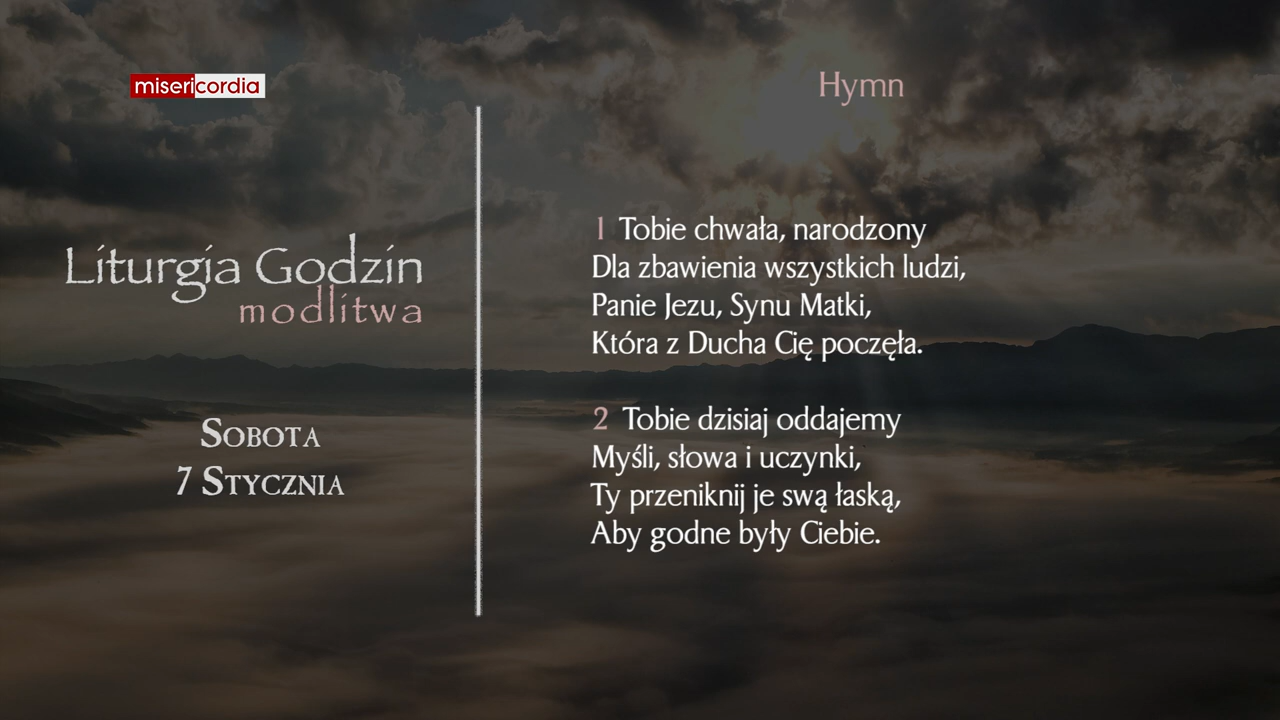 misericordia
Liturgia Godzin
modlitwa
SOBOTA
7 STYCZNIA
Hymn
1 Tobie chwała, narodzony
Dla zbawienia wszystkich ludzi,
Panie Jezu, Synu Matki,
Która z Ducha Cię poczęła.
2 Tobie dzisiaj oddajemy
Myśli, słowa i uczynki,
Ty przeniknij je swą łaską,
Aby godne były Ciebie.